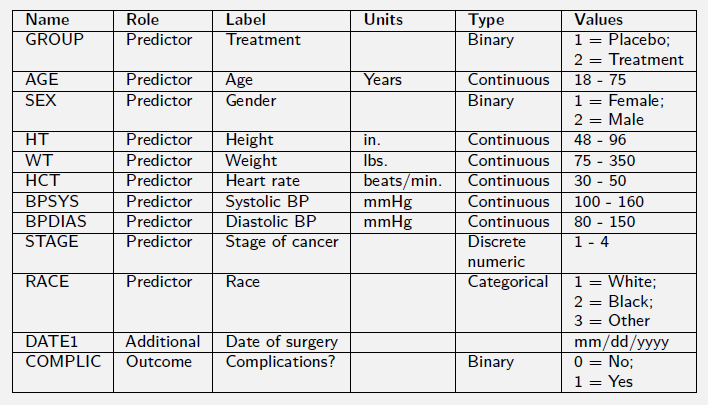 Name Role Label Units Type Values
GROUP Predictor Treatment Binary 1 = Placebo;
2 = Treatment
AGE Predictor Age Years Continuous 18 - 75
SEX Predictor Gender Binary 1 = Female;
2 = Male
HT Predictor Height in. Continuous 48 - 96
WT Predictor Weight lbs. Continuous 75 - 350
HCT Predictor Heart rate beats/min. Continuous 30 - 50
BPSYS Predictor Systolic BP mmHg Continuous 100 - 160
BPDIAS Predictor Diastolic BP mmHg Continuous 80 - 150
STAGE Predictor Stage of cancer Discrete 1 - 4
numeric
RACE Predictor Race Categorical 1 = White;
2 = Black;
3 = Other
DATE1 Additional Date of surgery mm/dd/yyyy
COMPLIC Outcome Complications? Binary 0 = No;
1 = Yes